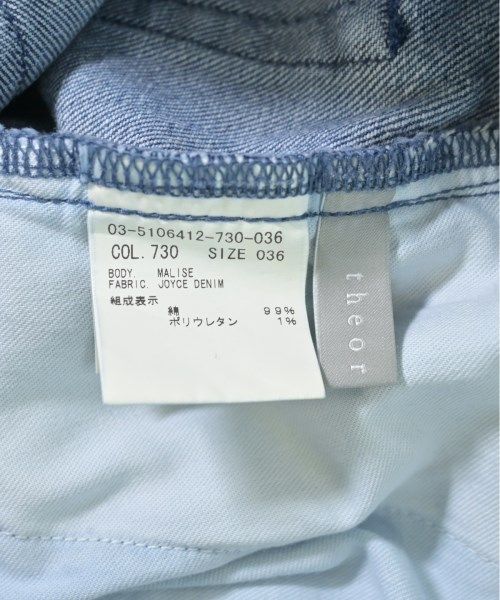 03-5106412-730-036
COL. 730 SIZE 036
BODY. MALISE
FABRIC. JOYCE DENIM
組成表示
綿 99%
ポリウレタン 1%
theor